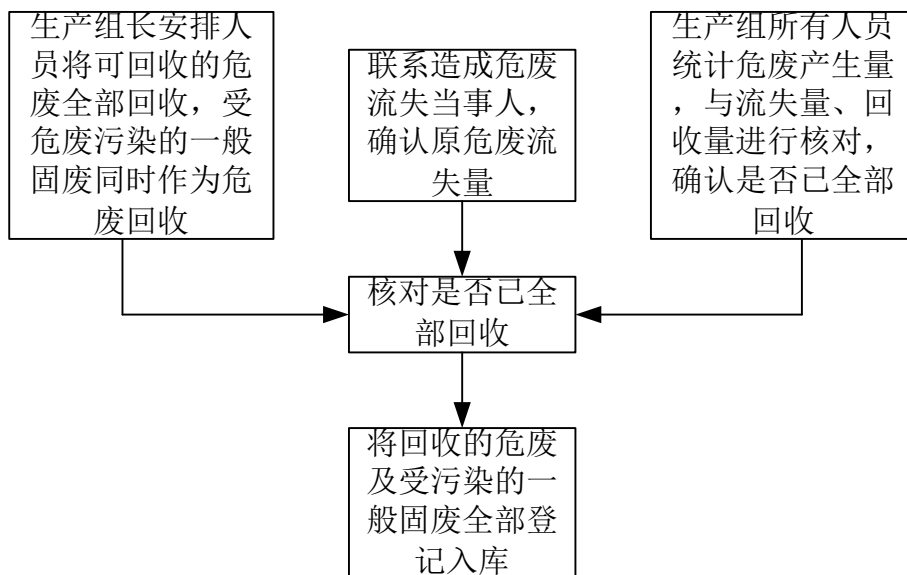 生产组长安排人
员将可回收的危
废全部回收，受
危废污染的一般
固废同时作为危
废回收
联系造成危废
流失当事人，
确认原危废流
失量
生产组所有人员
统计危废产生量
，与流失量、回
收量进行核对，
确认是否已全部
回收
核对是否已全
部回收
将回收的危废
及受污染的一
般固废全部登
记入库